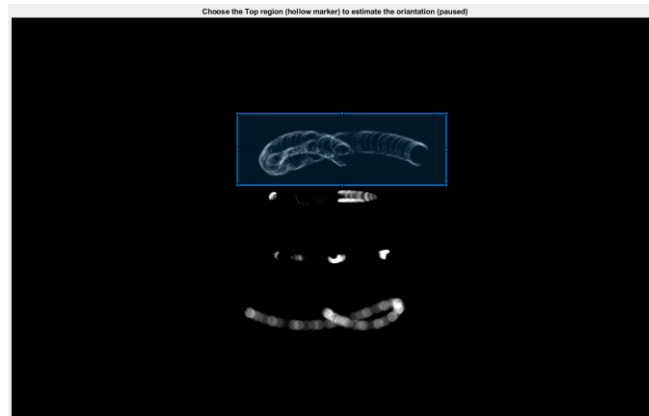 Choose the Top region (hollow marker) to estimate the oriantation (paused)